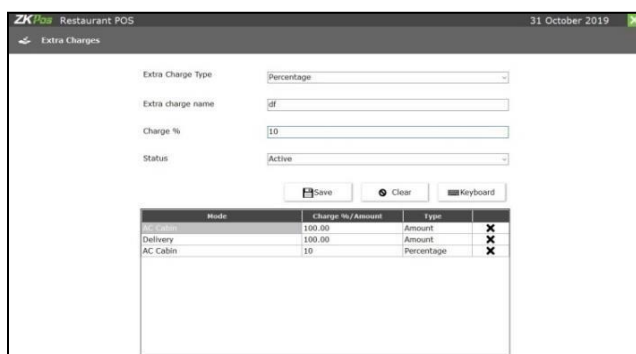 ZKPos Restaurant POS 31 October 2019
Extra Charges
Extra Charge Type Percentage
Extra charge name df
Charge % 10
Status Active
Save Clear Keyboard
Mode Charge %/Amount Type
AC Cabin 100.00 Amount
Delivery 100.00 Amount
AC Cabin 10 Percentage